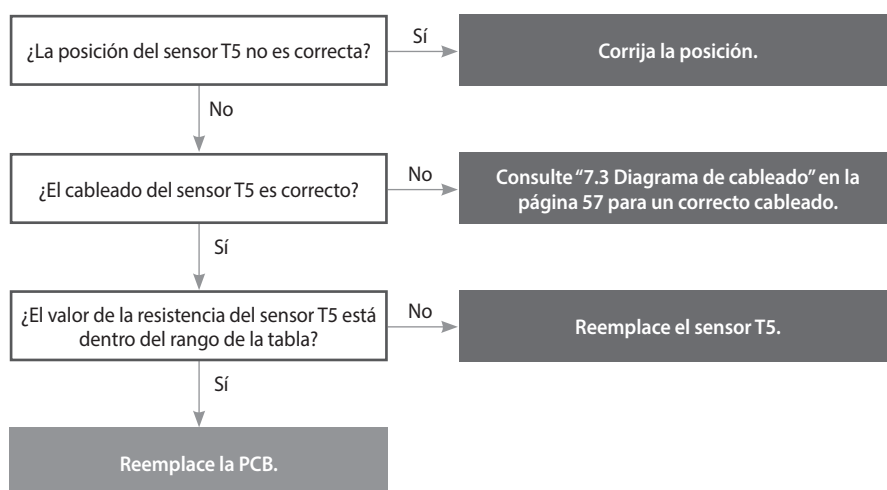 ¿La posición del sensor T5 no es correcta?
Sí
Corrija la posición.
No
¿El cableado del sensor T5 es correcto?
No
Consulte “7.3 Diagrama de cableado” en la
página 57 para un correcto cableado.
Sí
¿El valor de la resistencia del sensor T5 está
dentro del rango de la tabla?
No
Reemplace el sensor T5.
Sí
Reemplace la PCB.